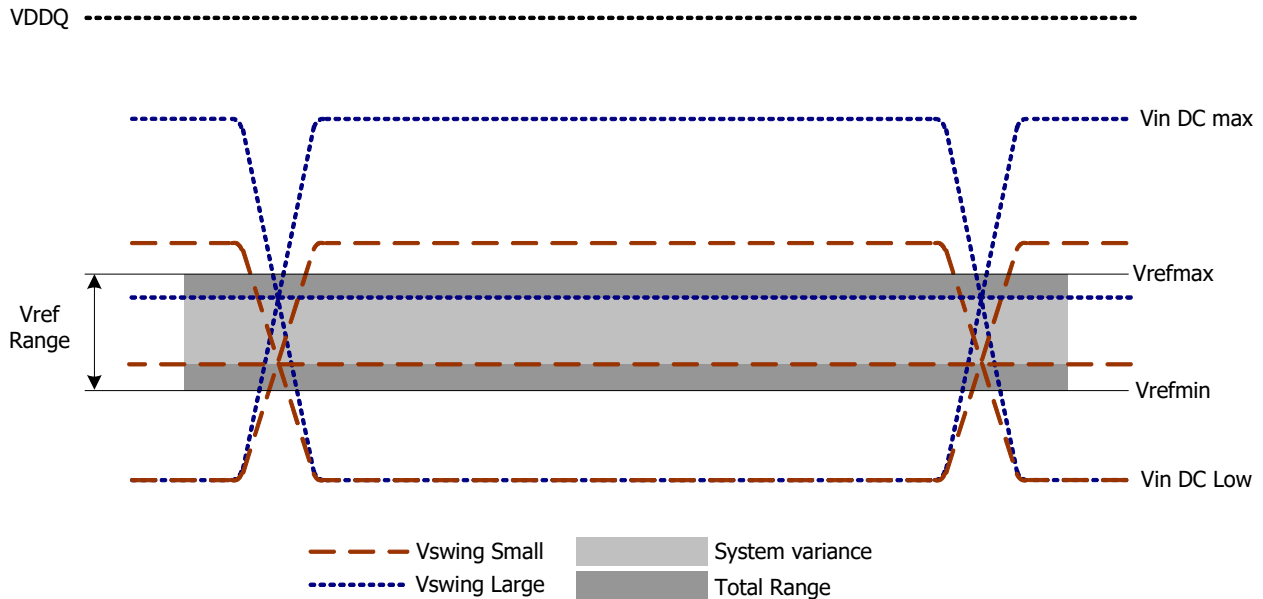 VDDQ
Vin DC max
Vrefmax
Vref
Range
Vrefmin
Vin DC Low
Vswing Small
System variance
Vswing Large
Total Range